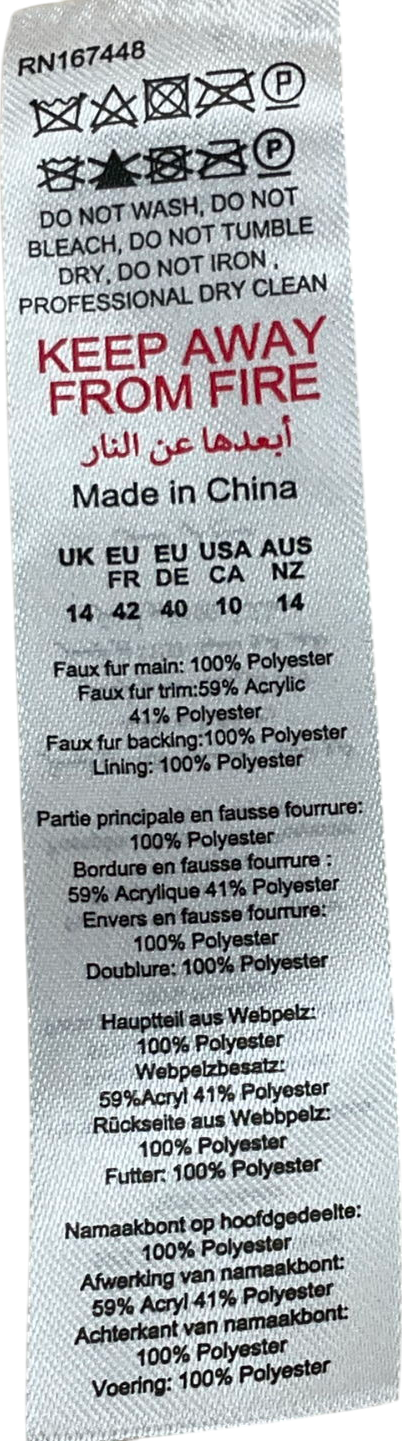 RN167448
P
P
DO NOT WASH, DO NOT
BLEACH, DO NOT TUMBLE
DRY, DO NOT IRON ,
PROFESSIONAL DRY CLEAN
KEEP AWAY
FROM FIRE
أبعدها عن النار
Made in China
UK EU EU USA AUS
FR DE CA NZ
14 42 40 10 14
Faux fur main: 100% Polyester
Faux fur trim:59% Acrylic
41% Polyester
Faux fur backing:100% Polyester
Lining: 100% Polyester
Partie principale en fausse fourrure:
100% Polyester
Bordure en fausse fourrure :
59% Acrylique 41% Polyester
Envers en fausse fourrure:
100% Polyester
Doublure: 100% Polyester
Hauptteil aus Webpelz:
100% Polyester
Webpelzbesatz:
59%Acryl 41% Polyester
Rückseite aus Webbpelz:
100% Polyester
Futter: 100% Polyester
Namaakbont op hoofdgedeelte:
100% Polyester
Afwerking van namaakbont:
59% Acryl 41% Polyester
Achterkant van namaakbont:
100% Polyester
Voering: 100% Polyester